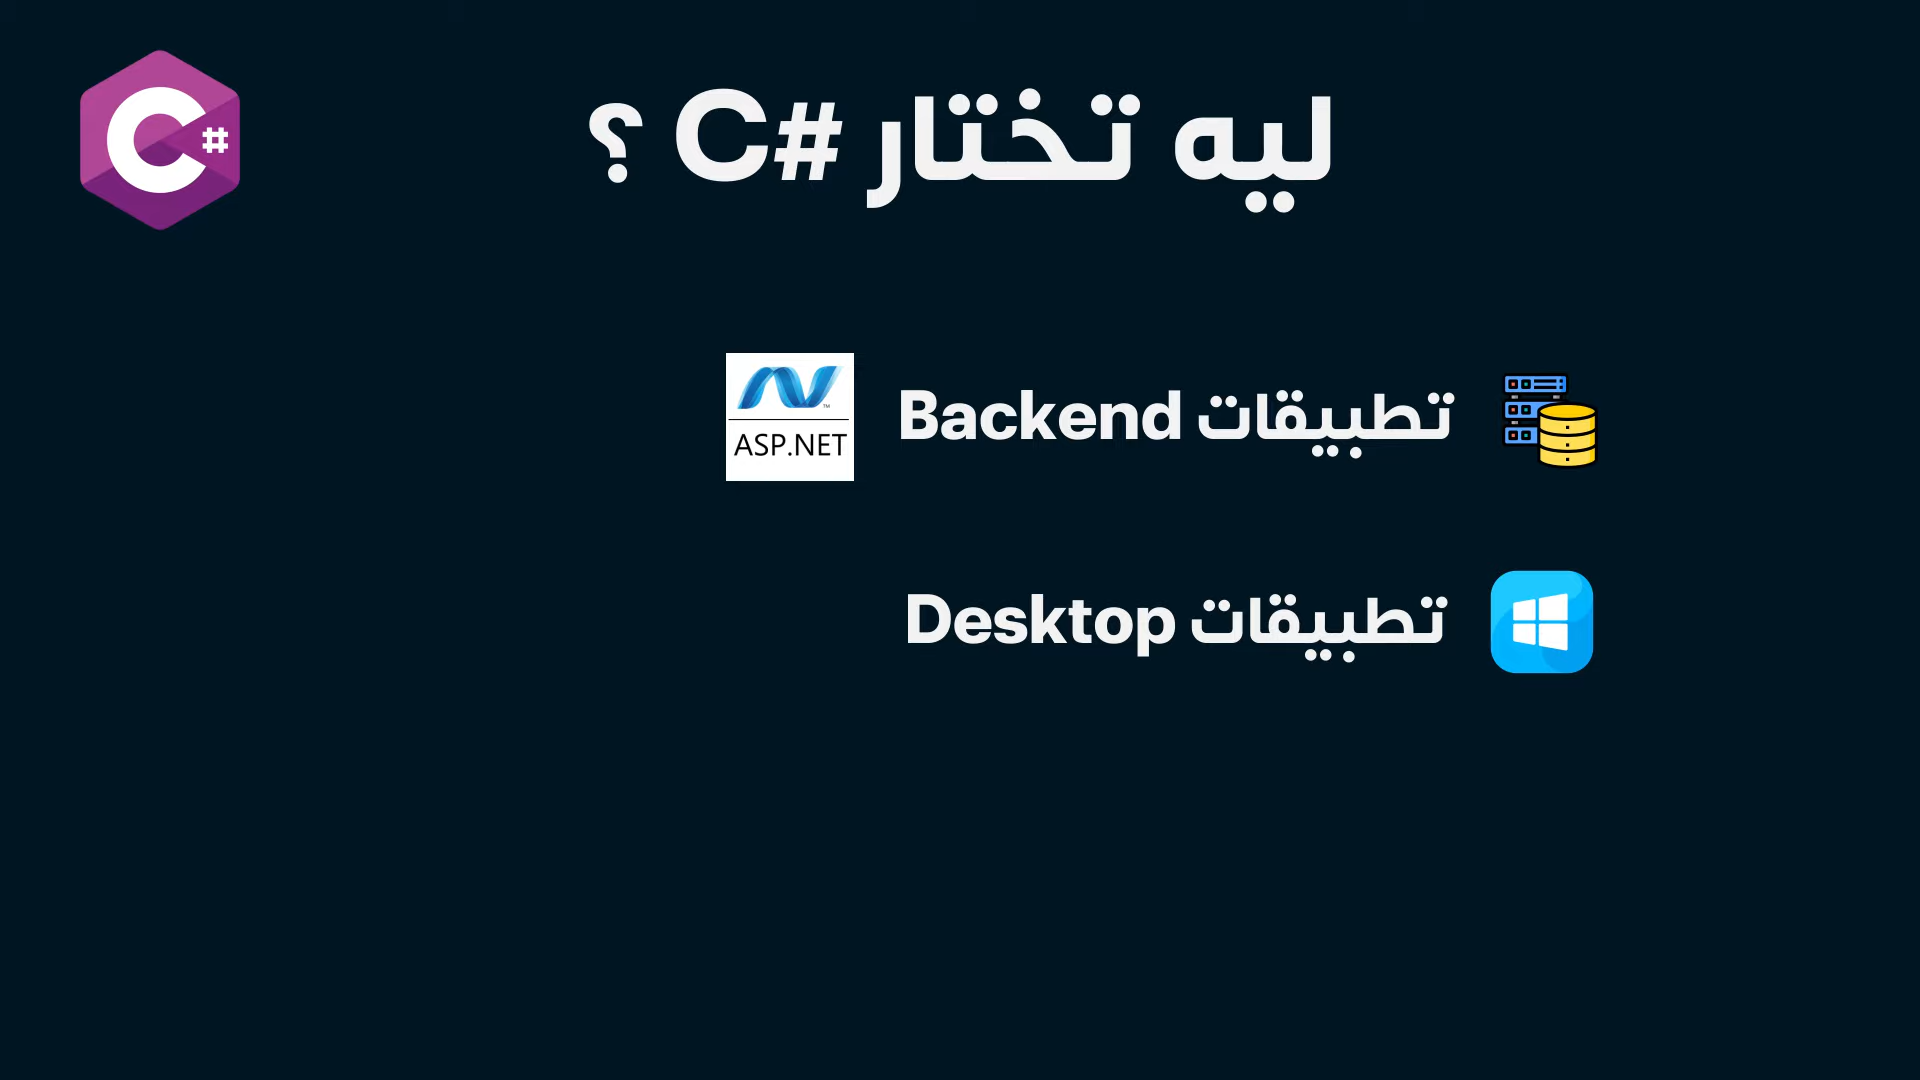 ليه تختار C# ؟
C#
تطبيقات Backend
ASP.NET
تطبيقات Desktop